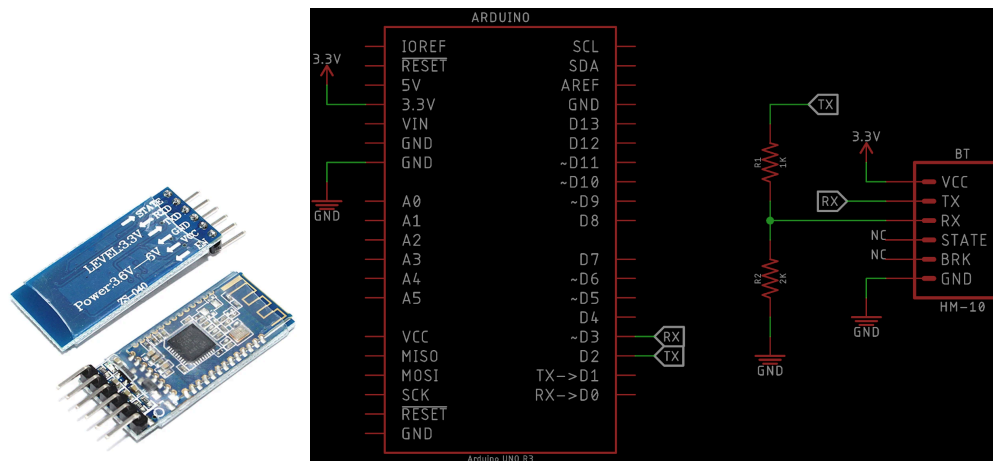 STATE
RXD
TXD
GND
VCC
EN
LEVEL:3.3V
Power:3.6V—6V
ZS-040
ARDUINO
IOREF
RESET
5V
3.3V
VIN
GND
GND
A0
A1
A2
A3
A4
A5
VCC
MISO
MOSI
SCK
RESET
GND
SCL
SDA
AREF
GND
D13
D12
~D11
~D10
~D9
D8
D7
~D6
~D5
D4
~D3
D2
TX->D1
RX->D0
Arduino UNO R3
3.3V
GND
RX
TX
TX
R1
1K
R2
2K
GND
3.3V
RX
NC
NC
GND
BT
VCC
TX
RX
STATE
BRK
GND
HM-10